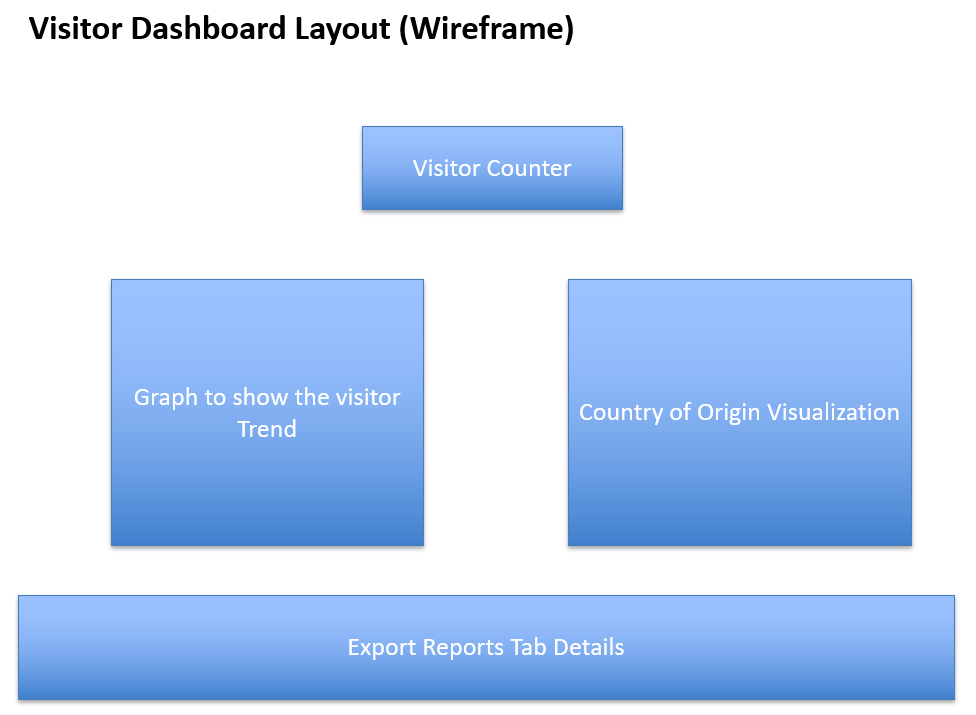 Visitor Dashboard Layout (Wireframe)
Visitor Counter
Graph to show the visitor
Trend
Country of Origin Visualization
Export Reports Tab Details